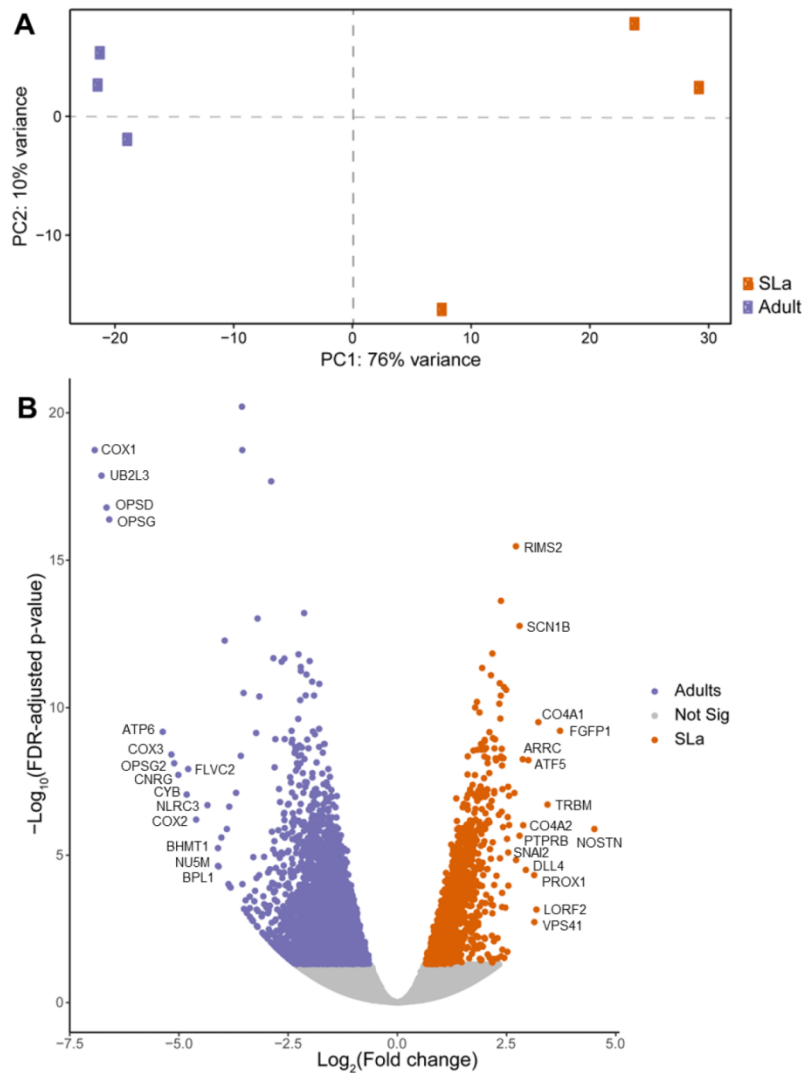 A
PC2: 10% variance
0
−10
−20
−10
0
10
20
30
PC1: 76% variance
SLa
Adult
B
−Log10(FDR-adjusted p-value)
20
15
10
5
0
COX1
UB2L3
OPSD
OPSG
RIMS2
SCN1B
CO4A1
FGFP1
ATP6
ARRC
COX3
ATF5
OPSG2
FLVC2
CNRG
CYB
NLRC3
TRBM
COX2
CO4A2
NOSTN
PTPRB
BHMT1
SNAI2
NU5M
DLL4
BPL1
PROX1
LORF2
VPS41
Adults
Not Sig
SLa
−7.5
−5.0
−2.5
0.0
2.5
5.0
Log2(Fold change)